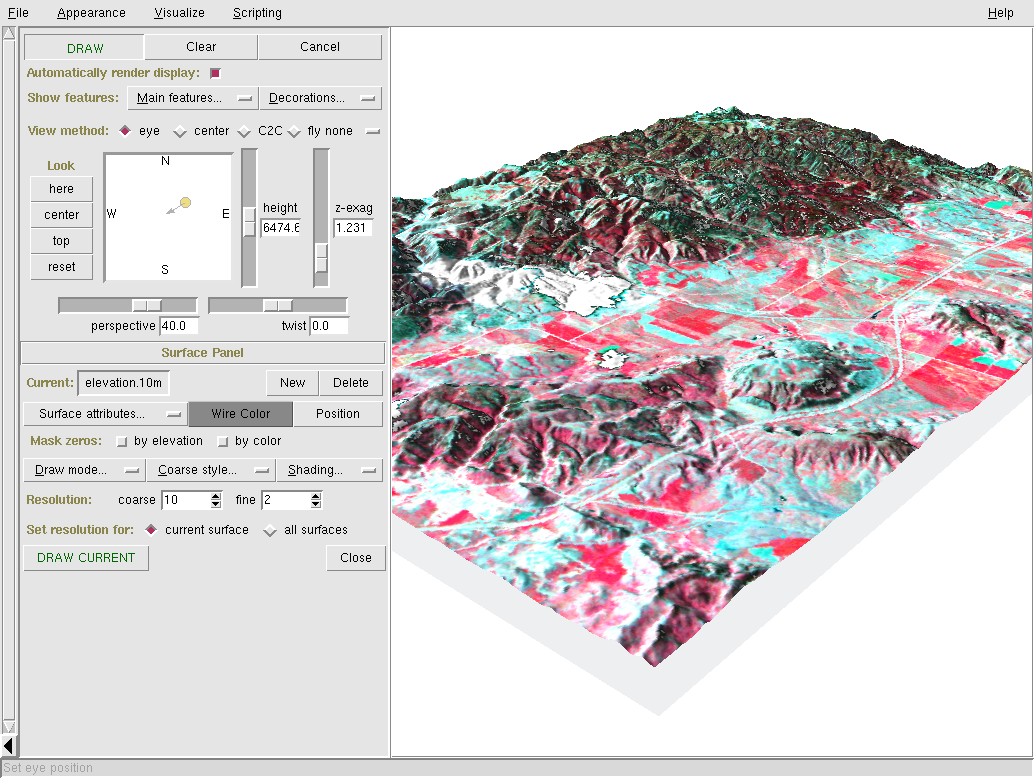 File Appearance Visualize Scripting Help
DRAW Clear Cancel
Automatically render display:
Show features: Main features... Decorations...
View method: eye center C2C fly none
Look
here
center
top
reset
N
W E
S
height
6474.6
z-exag
1.231
perspective 40.0 twist 0.0
Surface Panel
Current: elevation.10m New Delete
Surface attributes... Wire Color Position
Mask zeros: by elevation by color
Draw mode... Coarse style... Shading...
Resolution: coarse 10 fine 2
Set resolution for: current surface all surfaces
DRAW CURRENT Close
Set eye position